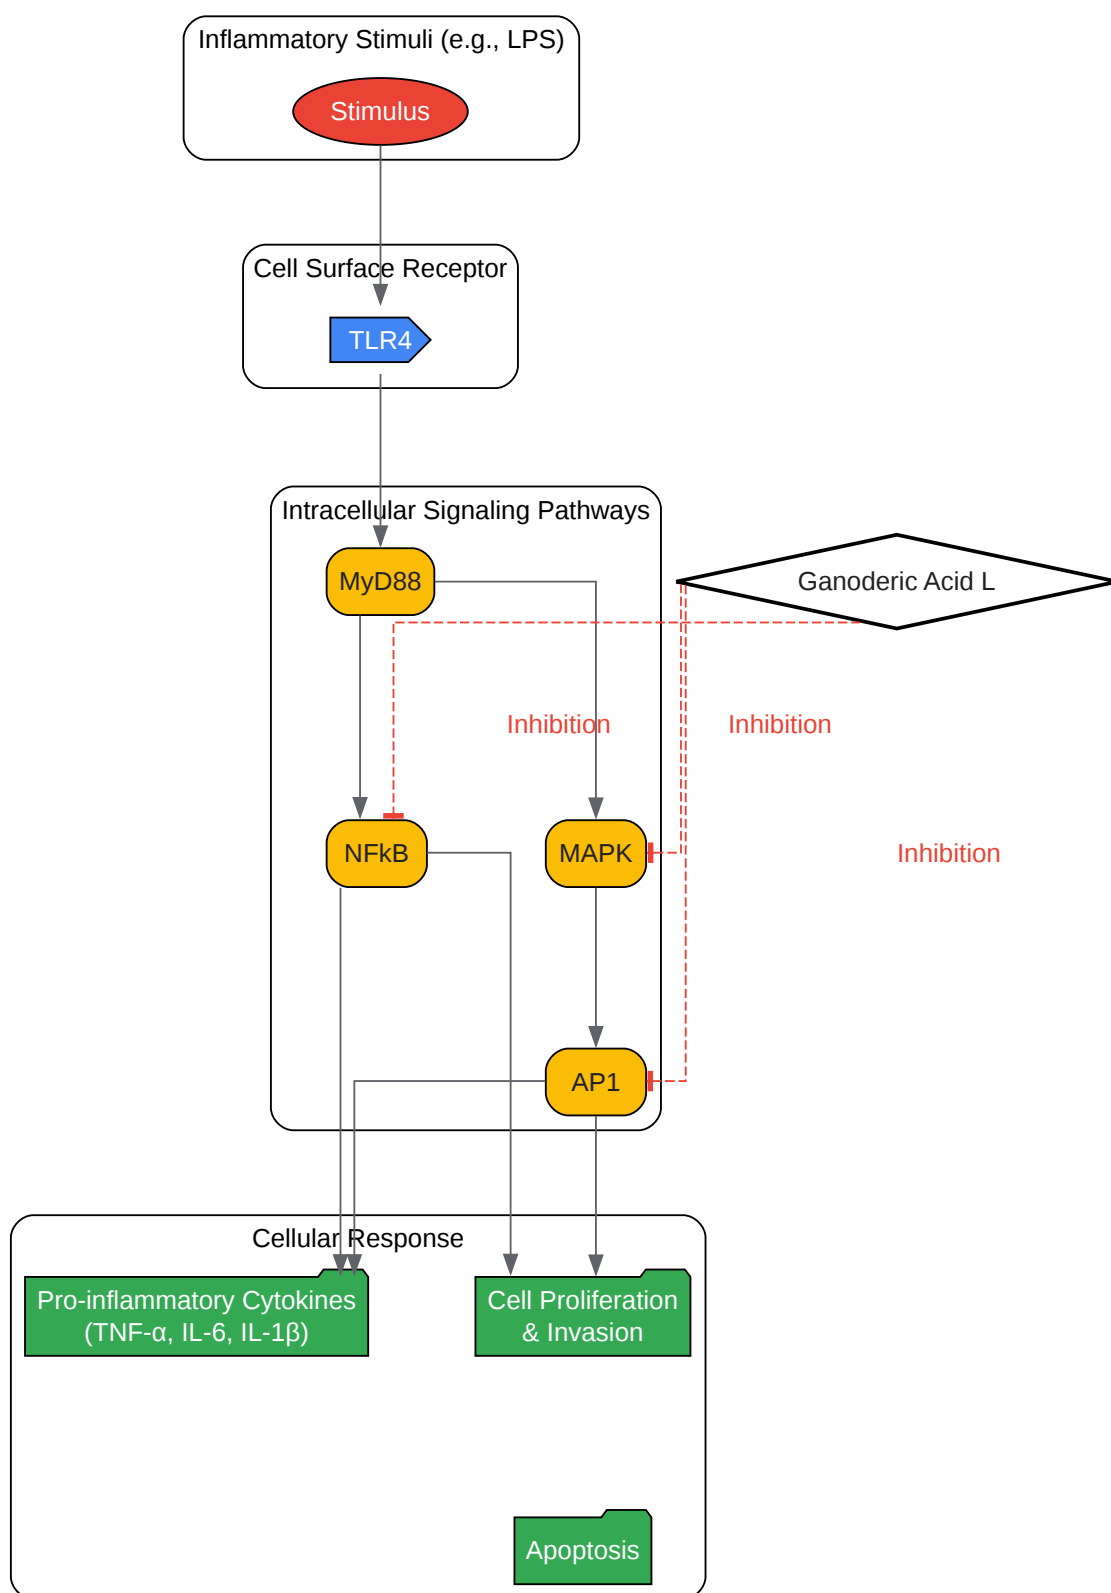 Inflammatory Stimuli (e.g., LPS)
Stimulus
Cell Surface Receptor
TLR4
Intracellular Signaling Pathways
MyD88
Ganoderic Acid L
Inhibition
Inhibition
NFkB
MAPK
Inhibition
AP1
Cellular Response
Pro-inflammatory Cytokines
(TNF-α, IL-6, IL-1β)
Cell Proliferation
& Invasion
Apoptosis